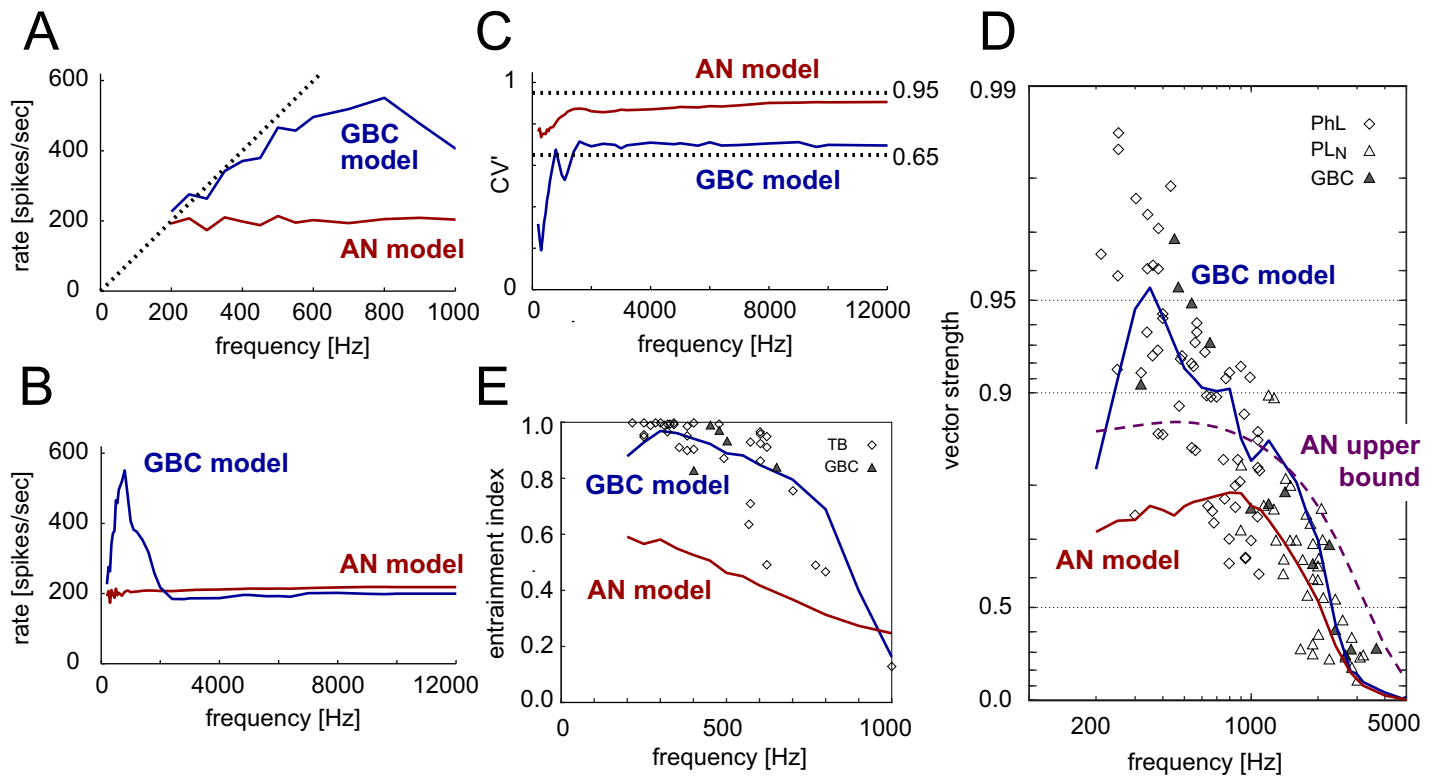 A
600
400
200
0
rate [spikes/sec]
GBC
model
AN model
0 200 400 600 800 1000
frequency [Hz]
B
600
400
200
0
rate [spikes/sec]
GBC model
AN model
0 4000 8000 12000
frequency [Hz]
C
1
0
CV'
AN model
0.95
0.65
GBC model
0 4000 8000 12000
frequency [Hz]
E
1.0
0.8
0.6
0.4
0.2
0.0
entrainment index
TB
GBC
GBC model
AN model
0 500 1000
frequency [Hz]
D
0.99
0.95
0.9
0.5
0.0
vector strength
PhL
PLN
GBC
GBC model
AN upper
bound
AN model
200 1000 5000
frequency [Hz]